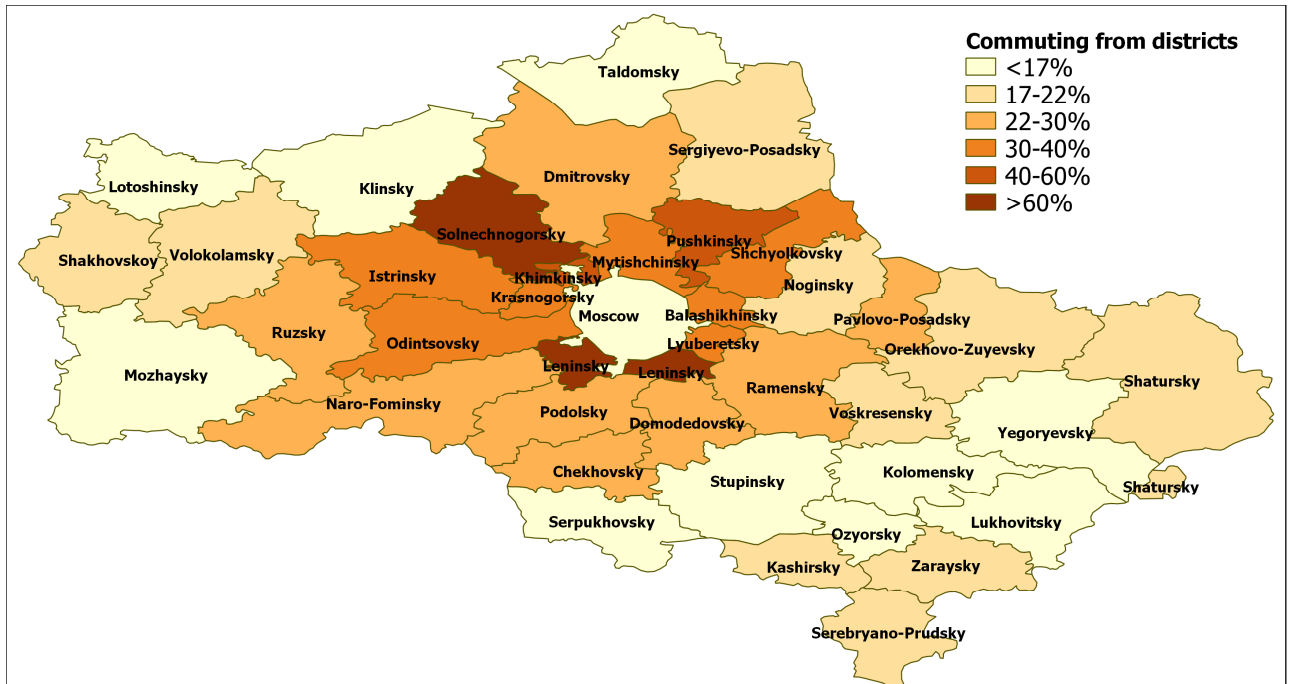 Commuting from districts
<17%
17-22%
22-30%
30-40%
40-60%
>60%
Taldomsky
Sergiyevo-Posadsky
Dmitrovsky
Klinsky
Lotoshinsky
Solnechnogorsky
Pushkinsky
Shchyolkovsky
Volokolamsky
Shakhovskoy
Mytishchinsky
Istrinsky
Khimkinsky
Noginsky
Krasnogorsky
Moscow
Balashikhinsky
Pavlovo-Posadsky
Ruzsky
Odintsovsky
Lyuberetsky
Orekhovo-Zuyevsky
Leninsky
Leninsky
Mozhaysky
Shatursky
Ramensky
Naro-Fominsky
Podolsky
Voskresensky
Domodedovsky
Yegoryevsky
Chekhovsky
Kolomensky
Stupinsky
Shatursky
Serpukhovsky
Lukhovitsky
Ozyorsky
Kashirsky
Zaraysky
Serebryano-Prudsky